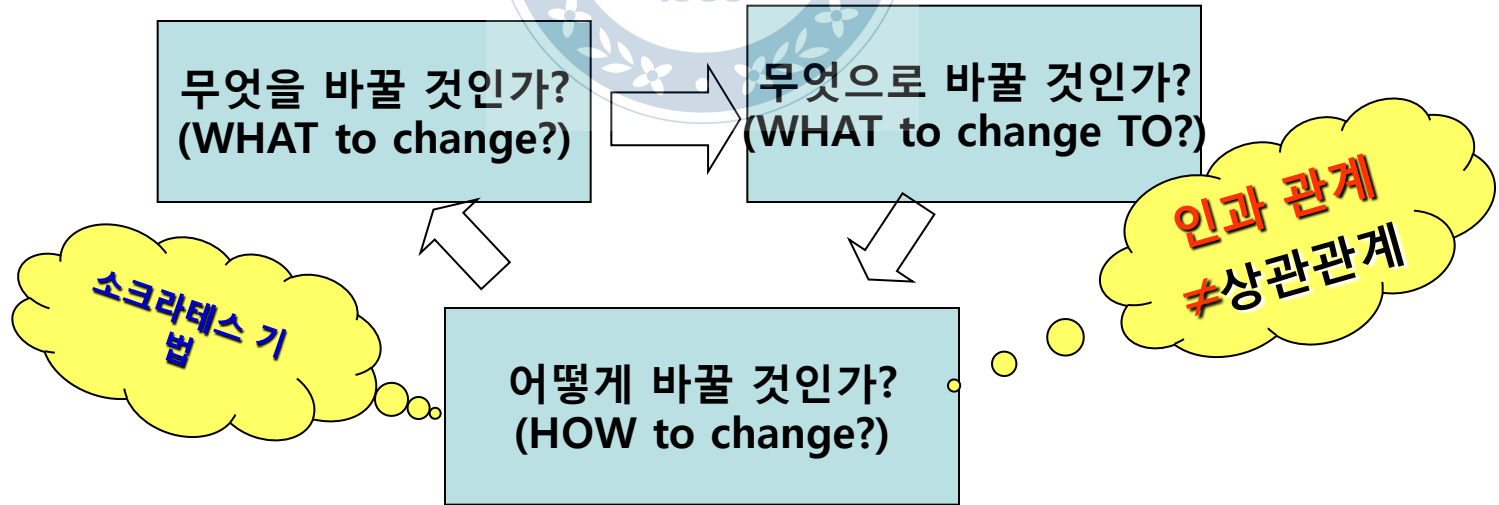 무엇을 바꿀 것인가?
(WHAT to change?)
무엇으로 바꿀 것인가?
(WHAT to change TO?)
인과 관계
≠상관관계
소크라테스 기
법
어떻게 바꿀 것인가?
(HOW to change?)